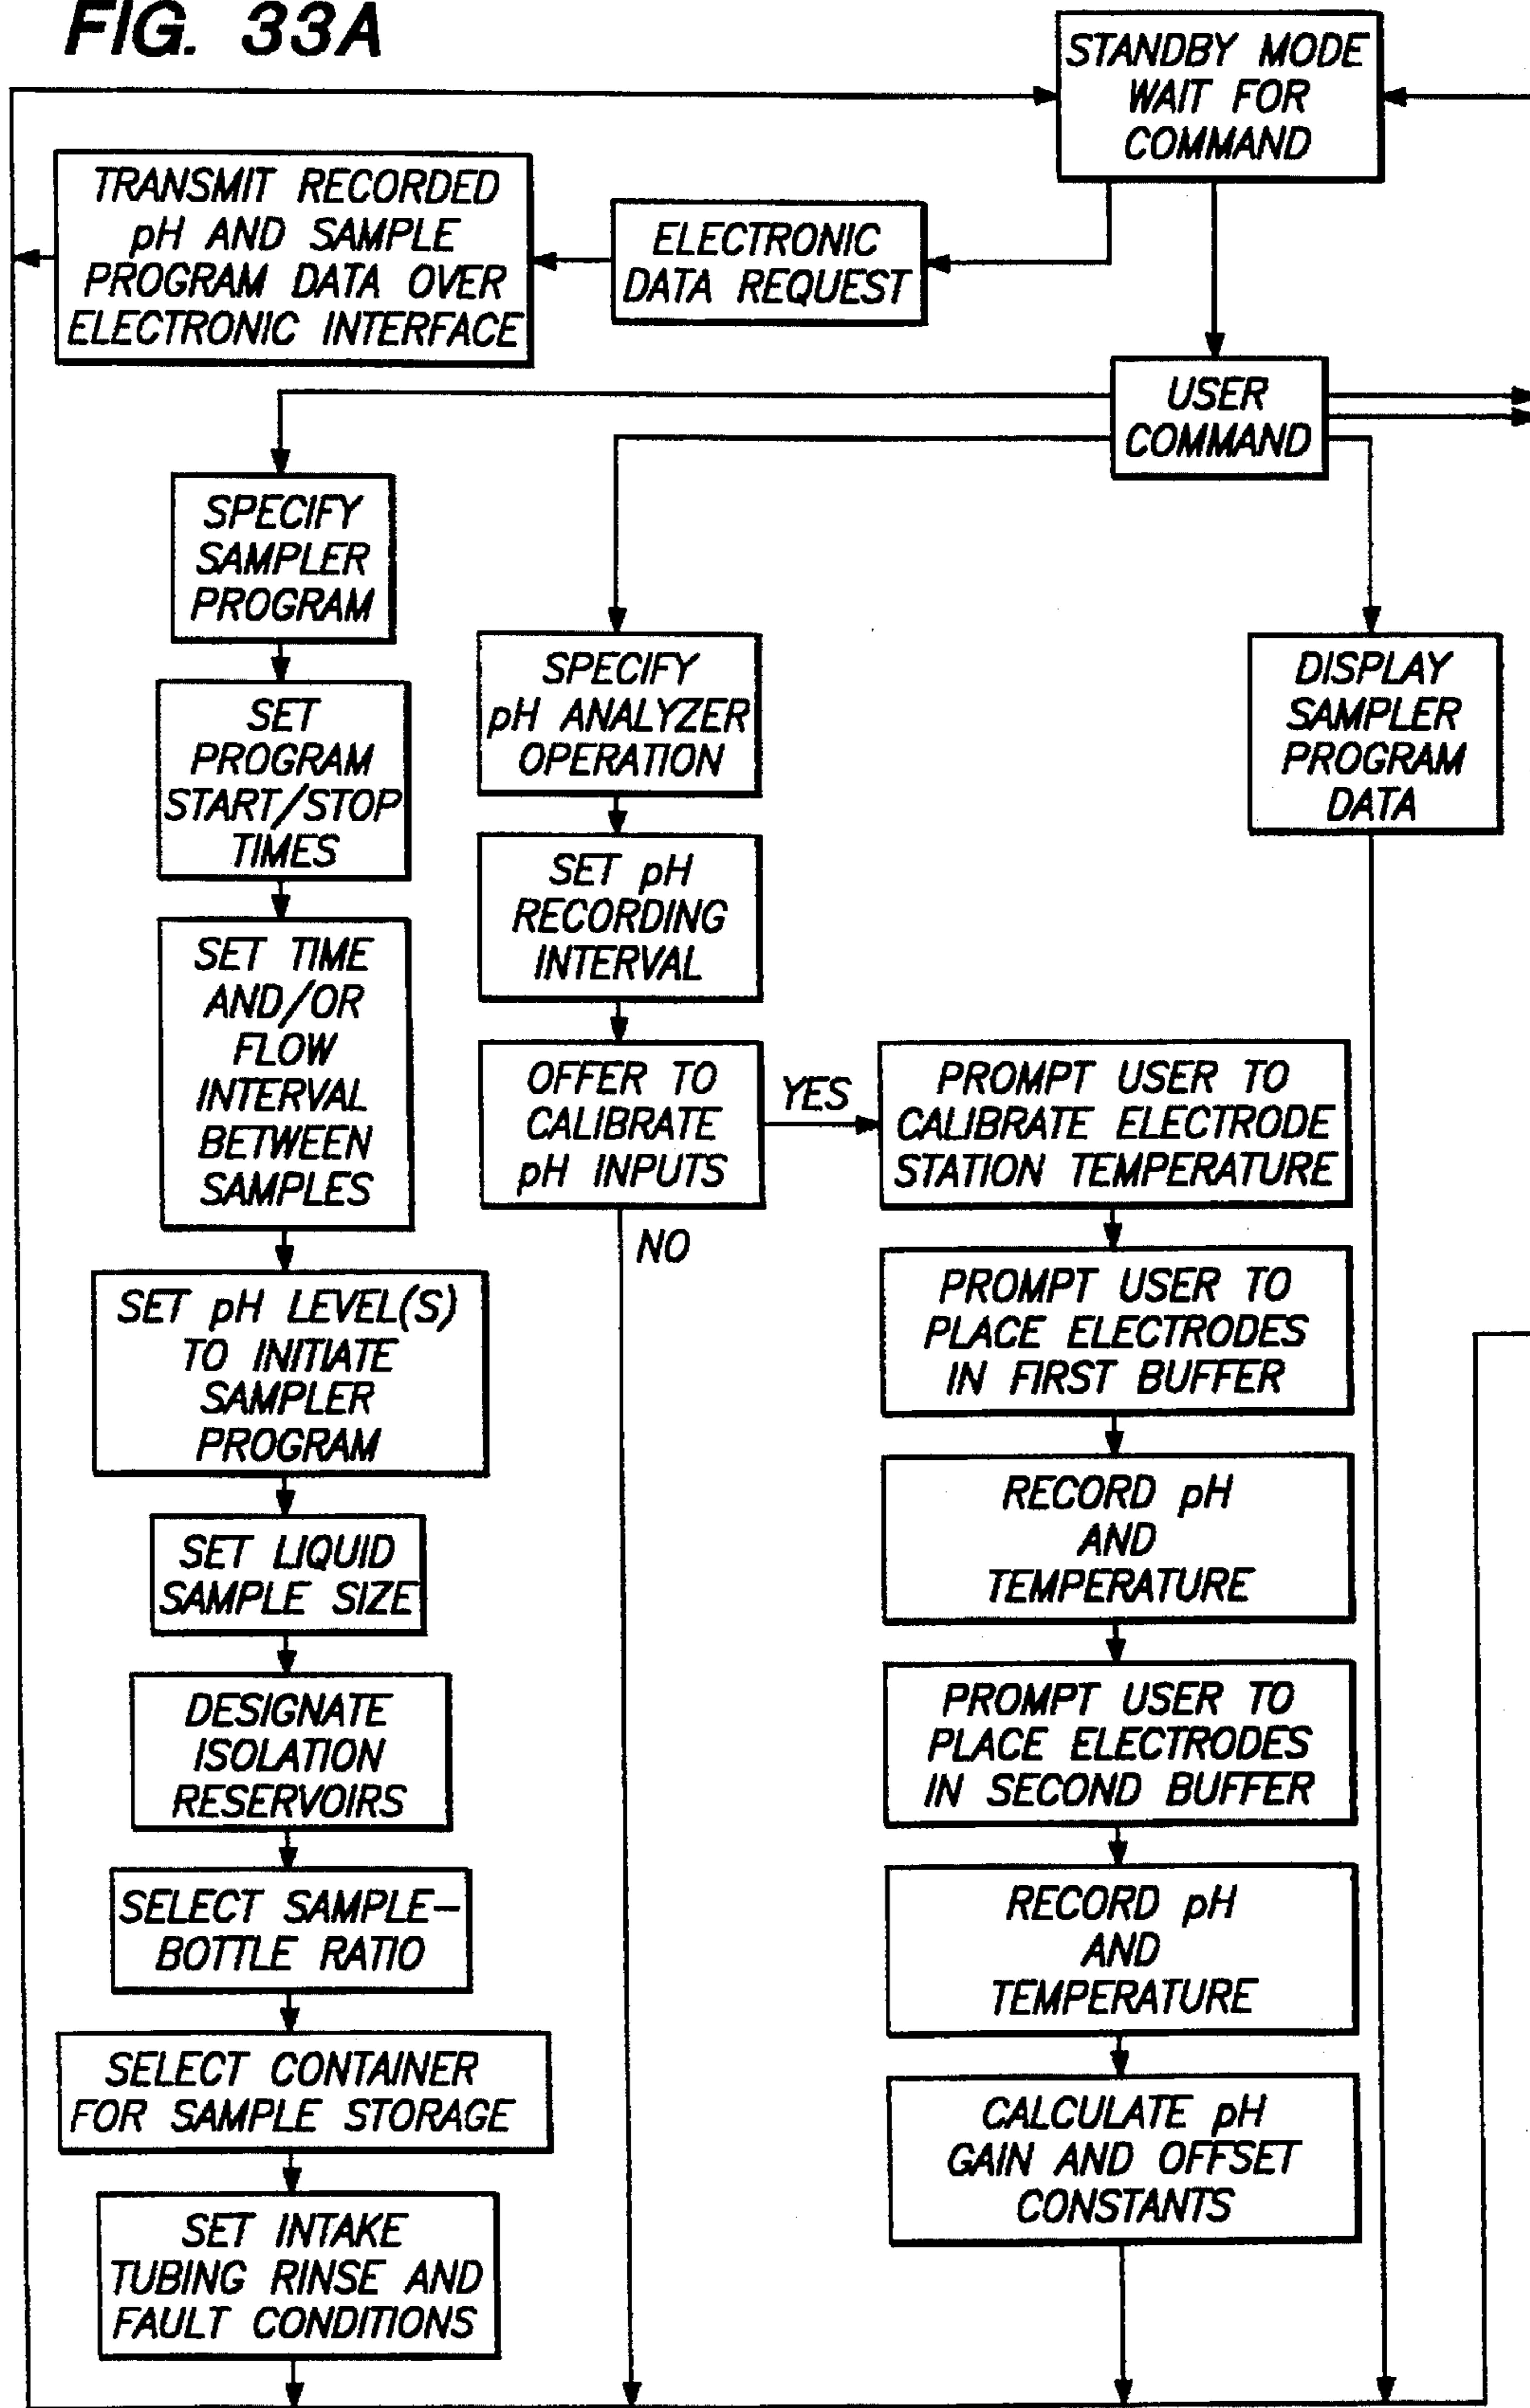 FIG. 33A
STANDBY MODE
WAIT FOR
COMMAND
TRANSMIT RECORDED
pH AND SAMPLE
PROGRAM DATA OVER
ELECTRONIC INTERFACE
ELECTRONIC
DATA REQUEST
USER
COMMAND
SPECIFY
SAMPLER
PROGRAM
SET
PROGRAM
START/STOP
TIMES
SET TIME
AND/OR
FLOW
INTERVAL
BETWEEN
SAMPLES
SET pH LEVEL(S)
TO INITIATE
SAMPLER
PROGRAM
SET LIQUID
SAMPLE SIZE
DESIGNATE
ISOLATION
RESERVOIRS
SELECT SAMPLE-
BOTTLE RATIO
SELECT CONTAINER
FOR SAMPLE STORAGE
SET INTAKE
TUBING RINSE AND
FAULT CONDITIONS
SPECIFY
pH ANALYZER
OPERATION
SET pH
RECORDING
INTERVAL
OFFER TO
CALIBRATE
pH INPUTS
YES
NO
PROMPT USER TO
CALIBRATE ELECTRODE
STATION TEMPERATURE
PROMPT USER TO
PLACE ELECTRODES
IN FIRST BUFFER
RECORD pH
AND
TEMPERATURE
PROMPT USER TO
PLACE ELECTRODES
IN SECOND BUFFER
RECORD pH
AND
TEMPERATURE
CALCULATE pH
GAIN AND OFFSET
CONSTANTS
DISPLAY
SAMPLER
PROGRAM
DATA